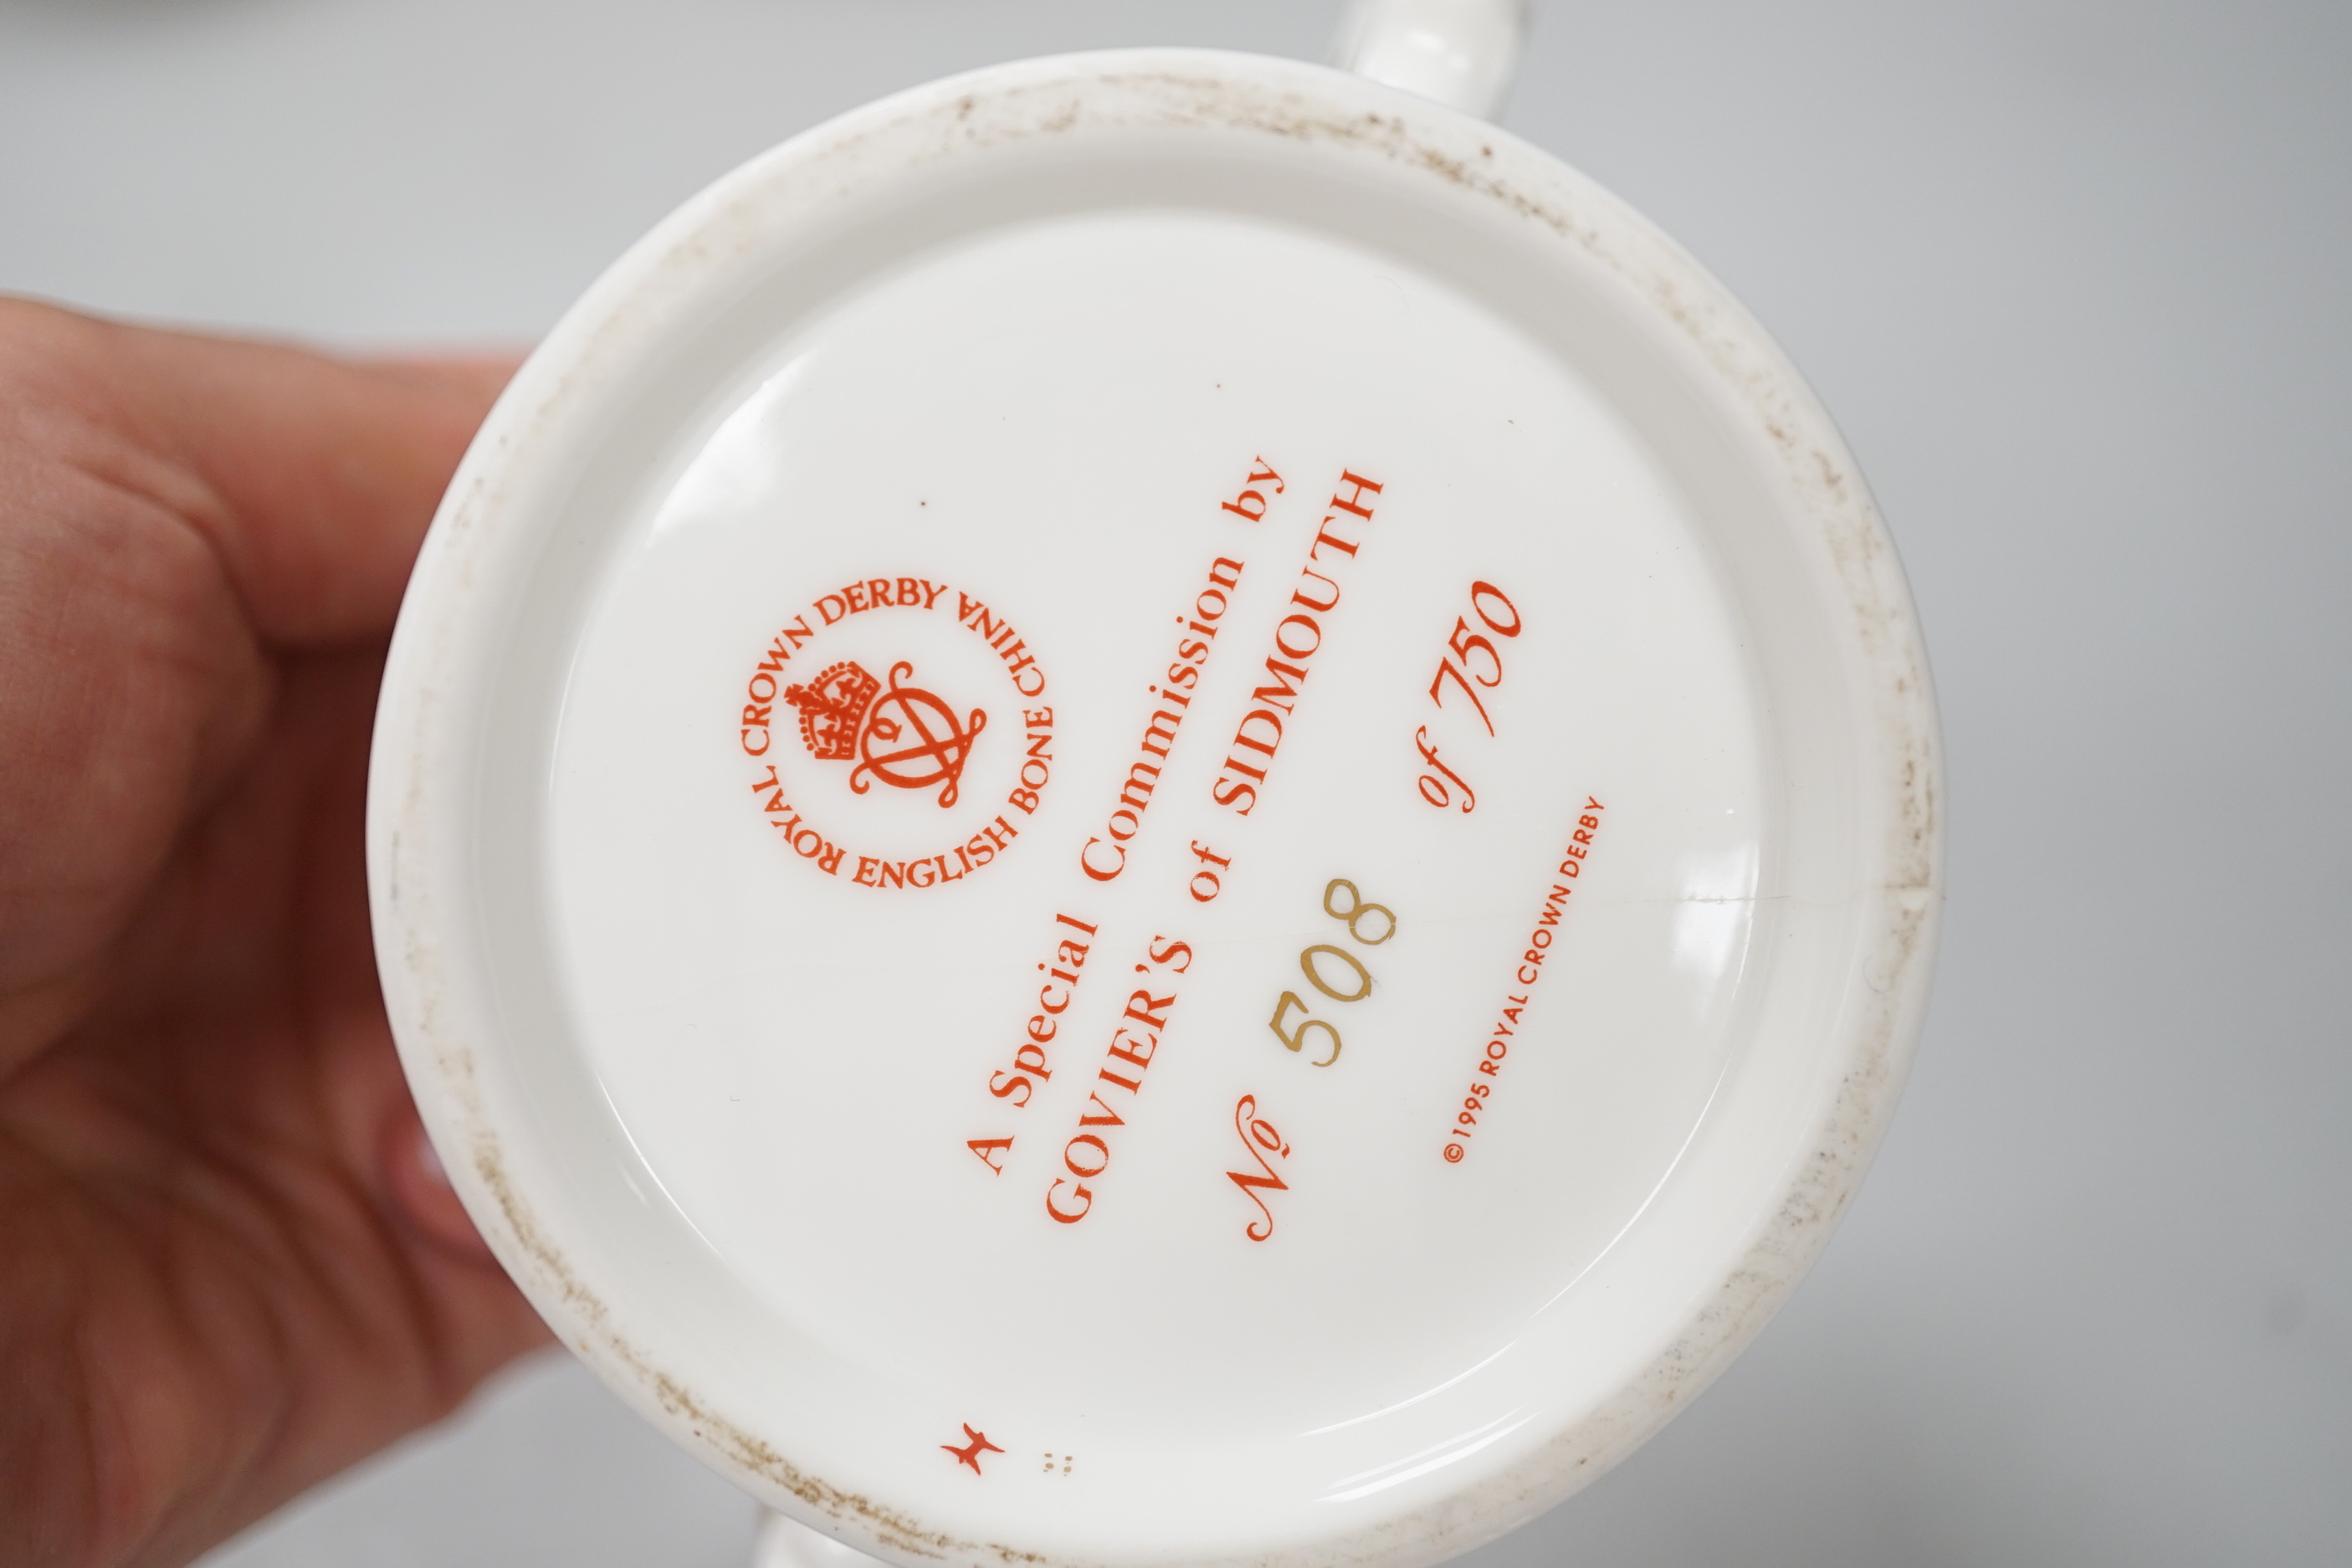 ROYAL CROWN DERBY
ENGLISH BONE CHINA
A Special Commission by
GOVIER'S of SIDMOUTH
No 508 of 750
©1995 ROYAL CROWN DERBY